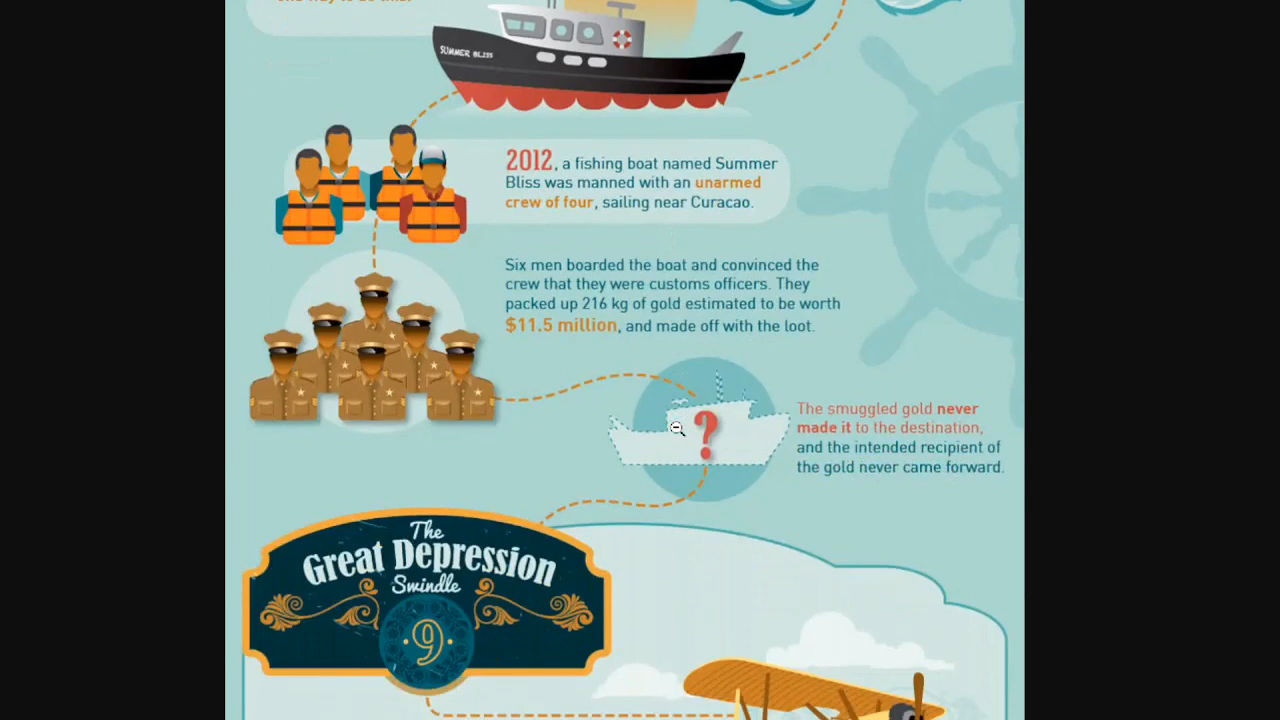 SUMMER BLISS
2012, a fishing boat named Summer
Bliss was manned with an unarmed
crew of four, sailing near Curacao.
Six men boarded the boat and convinced the
crew that they were customs officers. They
packed up 216 kg of gold estimated to be worth
$11.5 million, and made off with the loot.
?
The smuggled gold never
made it to the destination,
and the intended recipient of
the gold never came forward.
The
Great Depression
Swindle
9